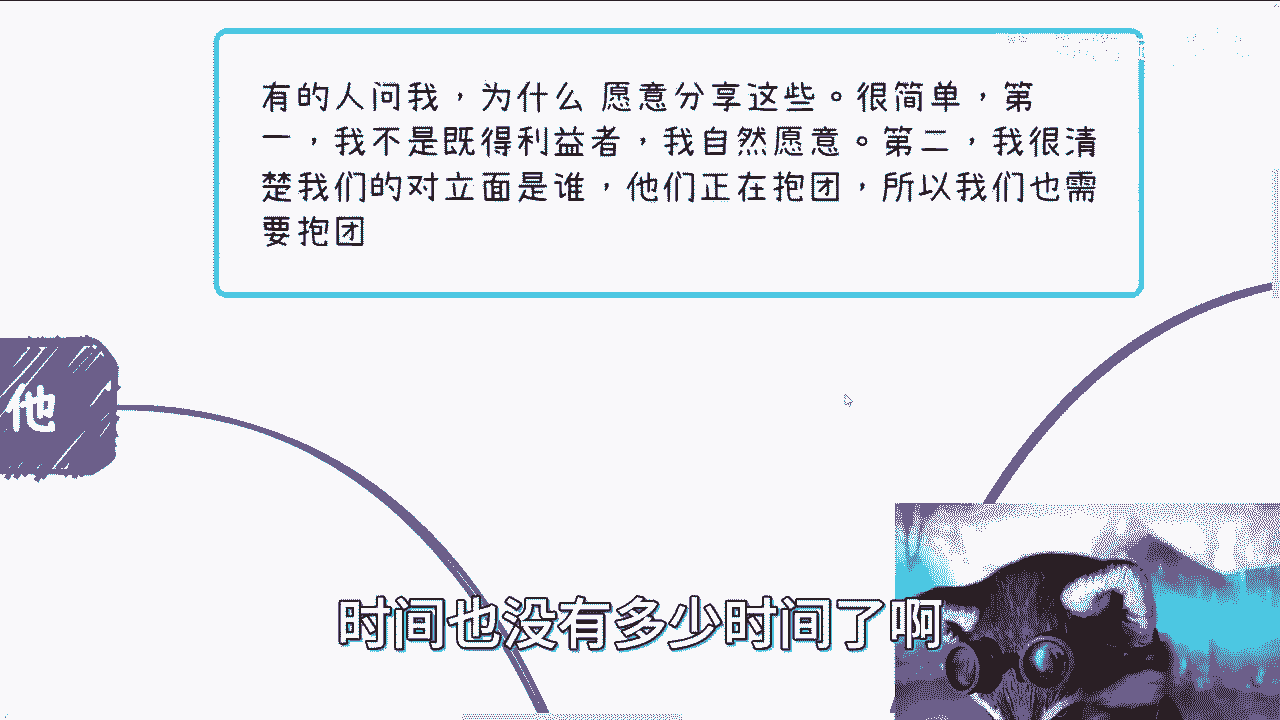 有的人问我，为什么 愿意分享这些。很简单，第
一，我不是既得利益者，我自然愿意。第二，我很清
楚我们的对立面是谁，他们正在抱团，所以我们也需
要抱团
他
时间也没有多少时间了啊